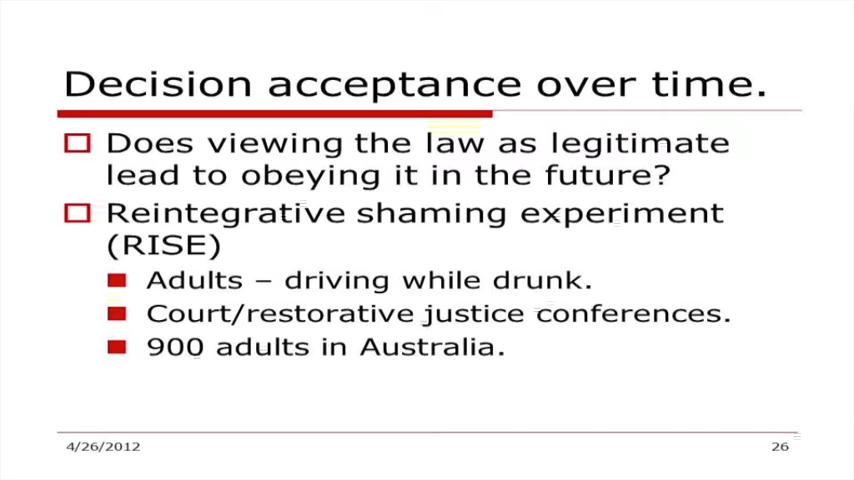 Decision acceptance over time.
Does viewing the law as legitimate
lead to obeying it in the future?
Reintegrative shaming experiment
(RISE)
Adults – driving while drunk.
Court/restorative justice conferences.
900 adults in Australia.
4/26/2012
26